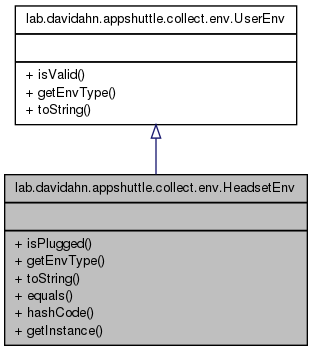 lab.davidahn.appshuttle.collect.env.UserEnv
+ isValid()
+ getEnvType()
+ toString()
lab.davidahn.appshuttle.collect.env.HeadsetEnv
+ isPlugged()
+ getEnvType()
+ toString()
+ equals()
+ hashCode()
+ getInstance()